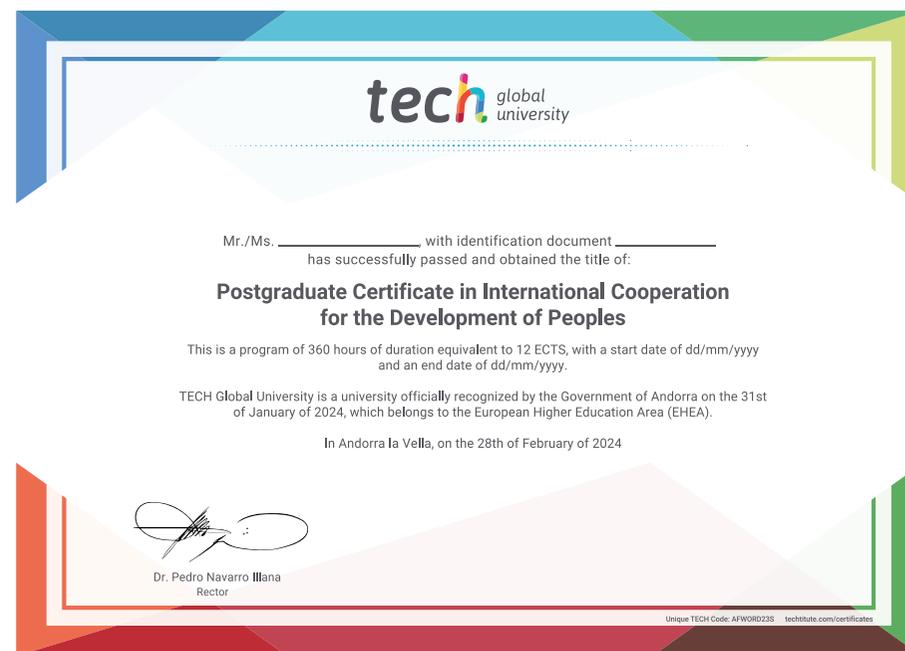 tech global
university
Mr./Ms. ____________, with identification document ____________
has successfully passed and obtained the title of:
Postgraduate Certificate in International Cooperation
for the Development of Peoples
This is a program of 360 hours of duration equivalent to 12 ECTS, with a start date of dd/mm/yyyy
and an end date of dd/mm/yyyy.
TECH Global University is a university officially recognized by the Government of Andorra on the 31st
of January of 2024, which belongs to the European Higher Education Area (EHEA).
In Andorra la Vella, on the 28th of February of 2024
Dr. Pedro Navarro Illana
Rector
Unique TECH Code: AFWORD23S techtitute.com/certificates